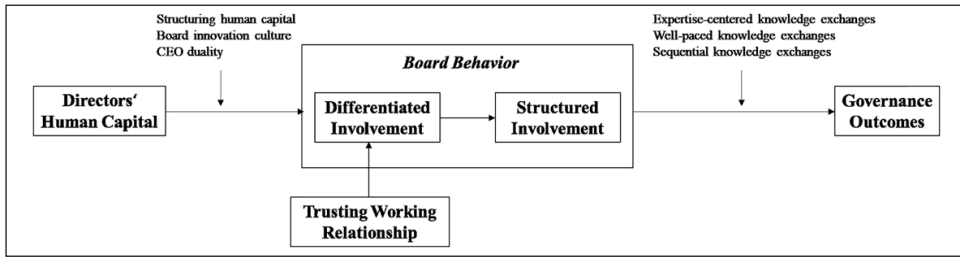 Structuring human capital
Board innovation culture
CEO duality
Expertise-centered knowledge exchanges
Well-paced knowledge exchanges
Sequential knowledge exchanges
Board Behavior
Directors‘
Human Capital
Differentiated
Involvement
Structured
Involvement
Governance
Outcomes
Trusting Working
Relationship